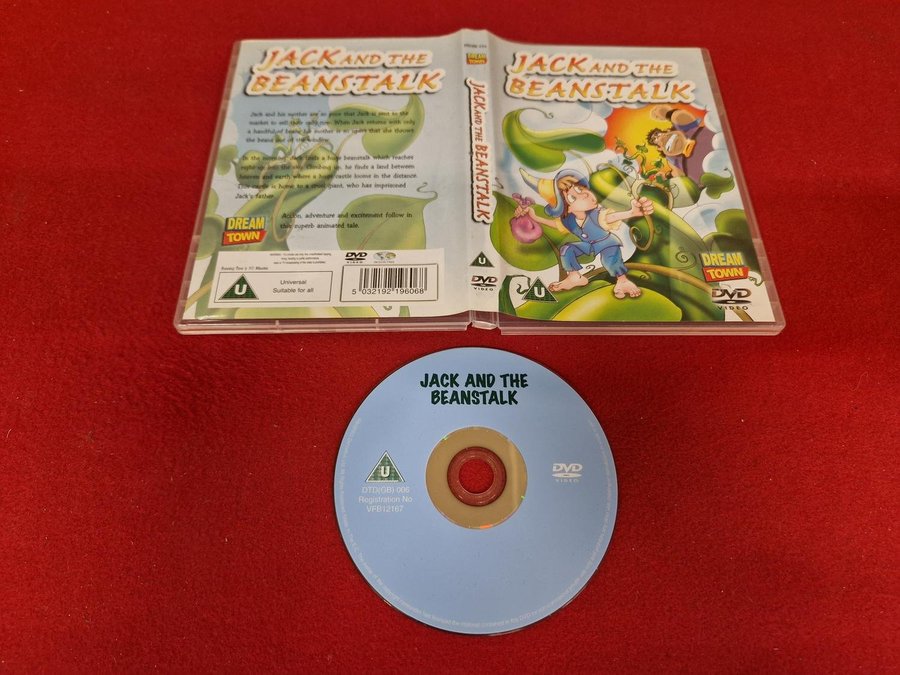 JACK AND THE
BEANSTALK
Jack and his mother are so poor that Jack is sent to the
market to sell their only cow. When Jack returns with only
a handful of beans his mother is so upset that she throws
the beans out of the window.
In the morning Jack finds a huge beanstalk which reaches
right up into the sky. Climbing up, he finds a land between
heaven and earth where a huge castle looms in the distance.
This castle is home to a cruel giant, who has imprisoned
Jack's father.
Action, adventure and excitement follow in
this superb animated tale.
DREAM
TOWN
U
Universal
Suitable for all
DVD
VIDEO
5 032192 196068
DREAM
TOWN
JACK AND THE BEANSTALK
U
DVD
VIDEO
JACK AND THE
BEANSTALK
DREAM
TOWN
U
DVD
VIDEO
JACK AND THE
BEANSTALK
U
DTD(GB) 006
Registration No
VFB12167
DVD
VIDEO